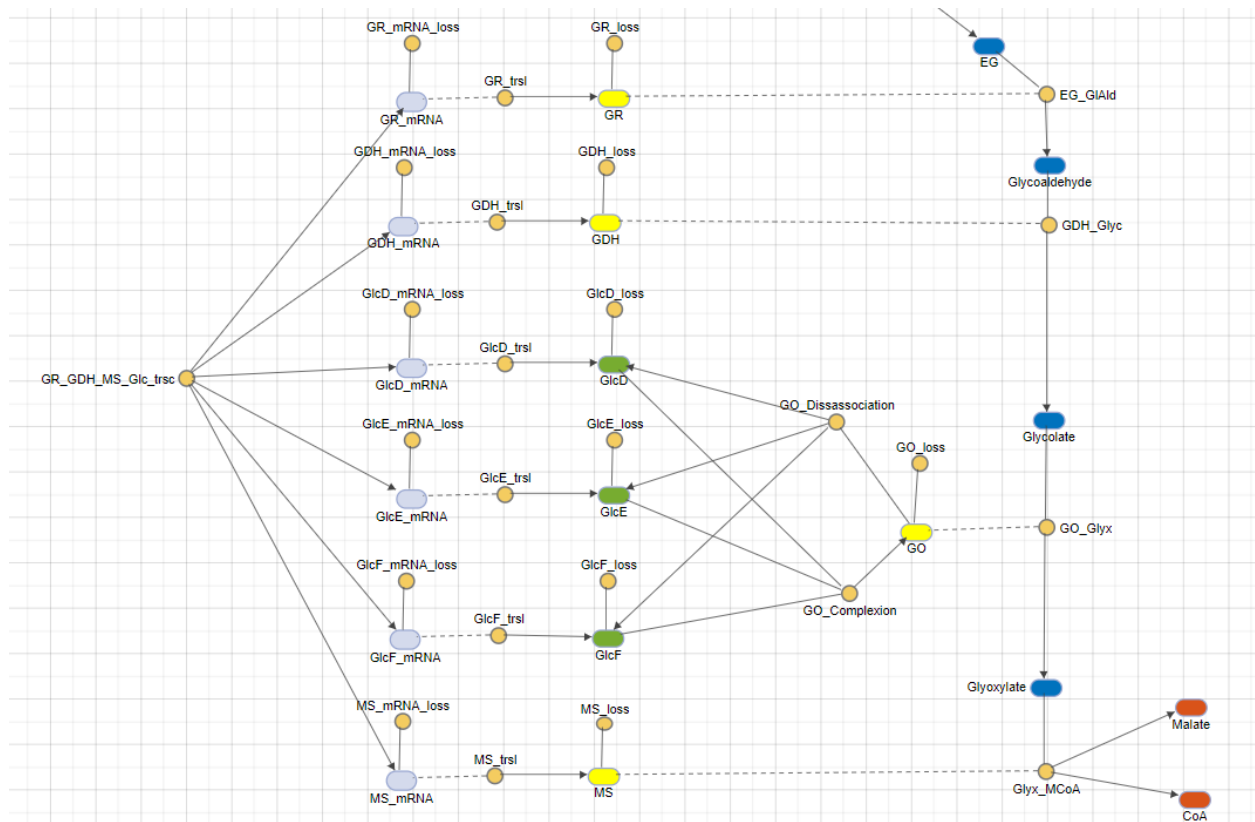 GR_mRNA_loss
GR_loss
EG
GR_trsl
EG_GlAld
GR_mRNA
GR
GDH_mRNA_loss
GDH_loss
Glycoaldehyde
GDH_trsl
GDH_Glyc
GDH_mRNA
GDH
GlcD_mRNA_loss
GlcD_loss
GlcD_trsl
GR_GDH_MS_Glc_trsc
GlcD_mRNA
GlcD
GO_Dissassociation
GlcE_mRNA_loss
GlcE_loss
Glycolate
GO_loss
GlcE_trsl
GlcE_mRNA
GlcE
GO_Glyx
GO
GlcF_mRNA_loss
GlcF_loss
GO_Complexion
GlcF_trsl
GlcF_mRNA
GlcF
Glyoxylate
MS_mRNA_loss
MS_loss
Malate
MS_trsl
Glyx_MCoA
MS_mRNA
MS
CoA